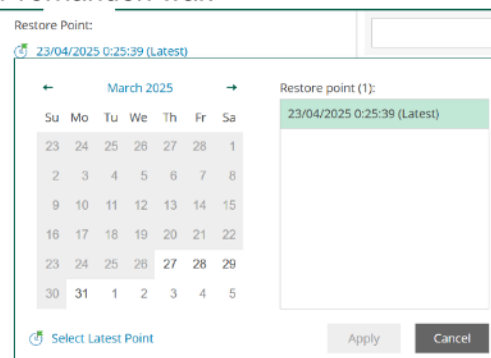 Restore Point:
23/04/2025 0:25:39 (Latest)
← March 2025 →
Su Mo Tu We Th Fr Sa
23 24 25 26 27 28 1
2 3 4 5 6 7 8
9 10 11 12 13 14 15
16 17 18 19 20 21 22
23 24 25 26 27 28 29
30 31 1 2 3 4 5
Select Latest Point
Restore point (1):
23/04/2025 0:25:39 (Latest)
Apply Cancel